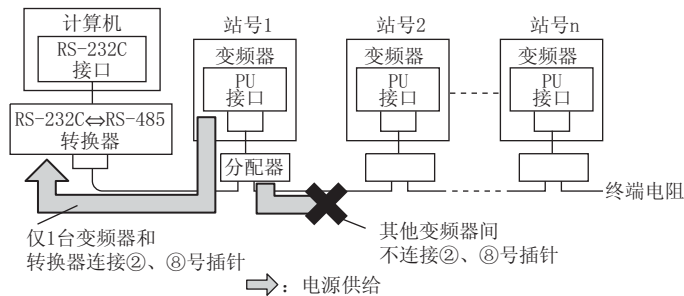 计算机
RS-232C
接口
RS-232C⇔RS-485
转换器
站号1
变频器
PU
接口
分配器
站号2
变频器
PU
接口
站号n
变频器
PU
接口
终端电阻
仅1台变频器和
转换器连接②、⑧号插针
其他变频器间
不连接②、⑧号插针
：电源供给